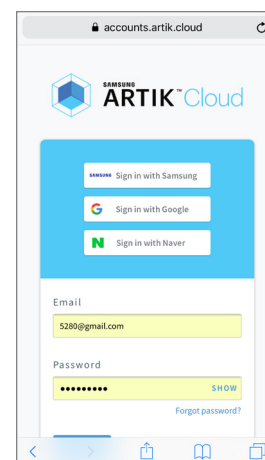 accounts.artik.cloud
SAMSUNG
ARTIK™ Cloud
SAMSUNG Sign in with Samsung
G Sign in with Google
N Sign in with Naver
Email
5280@gmail.com
Password
••••••••• SHOW
Forgot password?